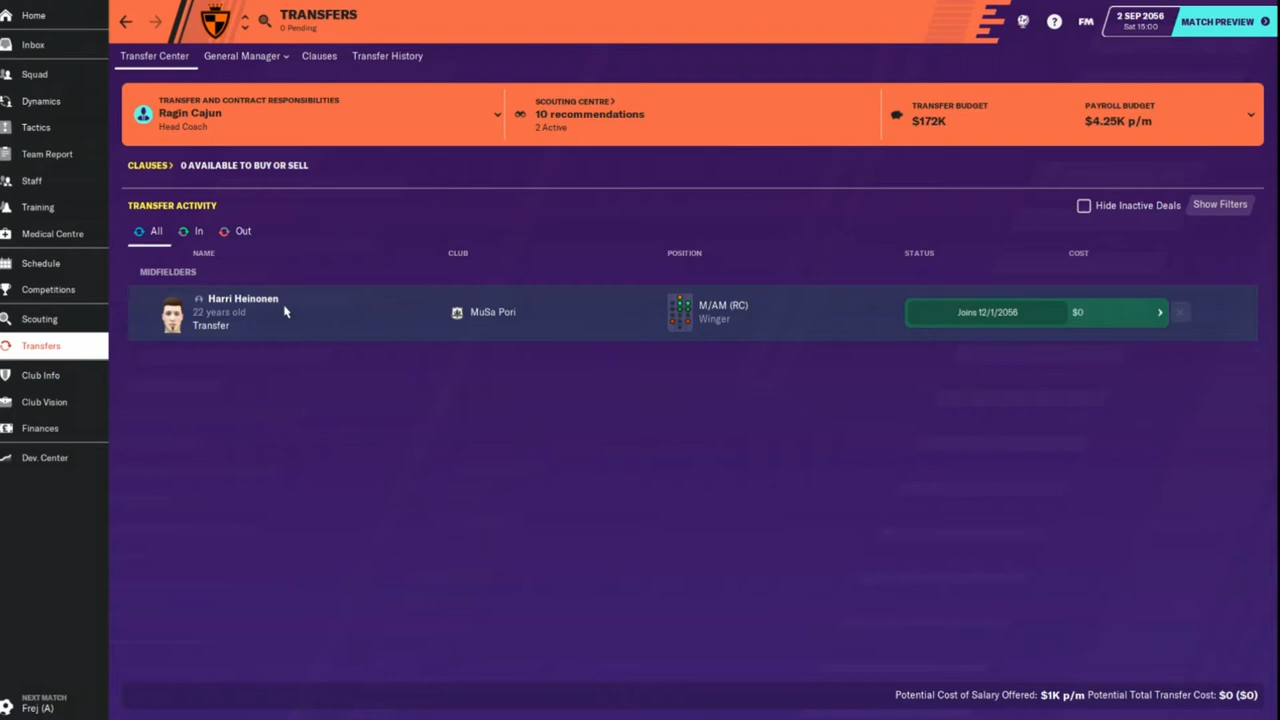 Home
Inbox
Squad
Dynamics
Tactics
Team Report
Staff
Training
Medical Centre
Schedule
Competitions
Scouting
Transfers
Club Info
Club Vision
Finances
Dev. Center
NEXT MATCH
Frej (A)
TRANSFERS
0 Pending
FM
2 SEP 2056
Sat 15:00
MATCH PREVIEW
Transfer Center
General Manager
Clauses
Transfer History
TRANSFER AND CONTRACT RESPONSIBILITIES
Ragin Cajun
Head Coach
SCOUTING CENTRE >
10 recommendations
2 Active
TRANSFER BUDGET
$172K
PAYROLL BUDGET
$4.25K p/m
CLAUSES > 0 AVAILABLE TO BUY OR SELL
TRANSFER ACTIVITY
Hide Inactive Deals
Show Filters
All
In
Out
NAME
CLUB
POSITION
STATUS
COST
MIDFIELDERS
Harri Heinonen
22 years old
Transfer
MuSa Pori
M/AM (RC)
Winger
Joins 12/1/2056
$0
Potential Cost of Salary Offered: $1K p/m Potential Total Transfer Cost: $0 ($0)